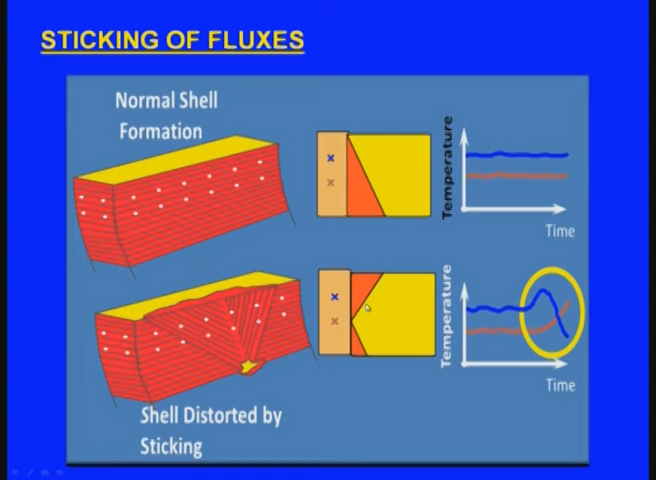 STICKING OF FLUXES
Normal Shell
Formation
Temperature
Time
Temperature
Time
Shell Distorted by
Sticking